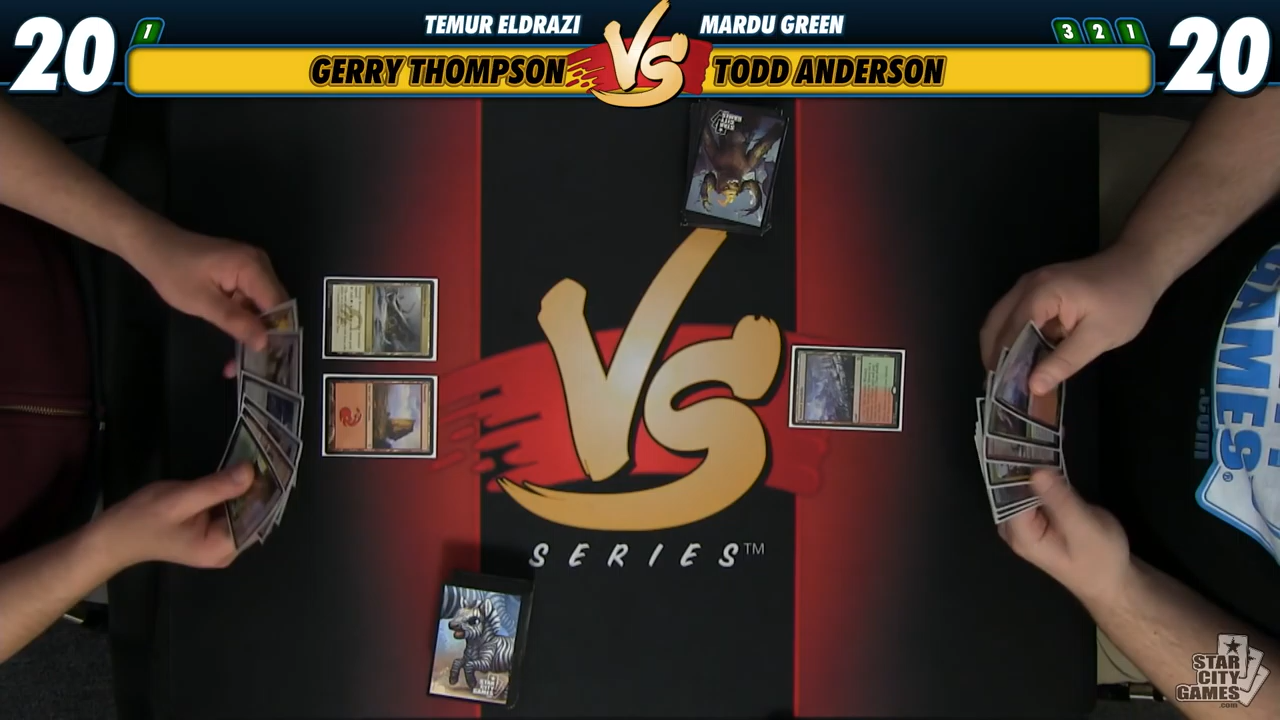 TEMUR ELDRAZI
MARDU GREEN
20
1
VS
3 2 1
20
GERRY THOMPSON
TODD ANDERSON
VS
SERIES™
GAMES
STAR
CITY
GAMES
.com